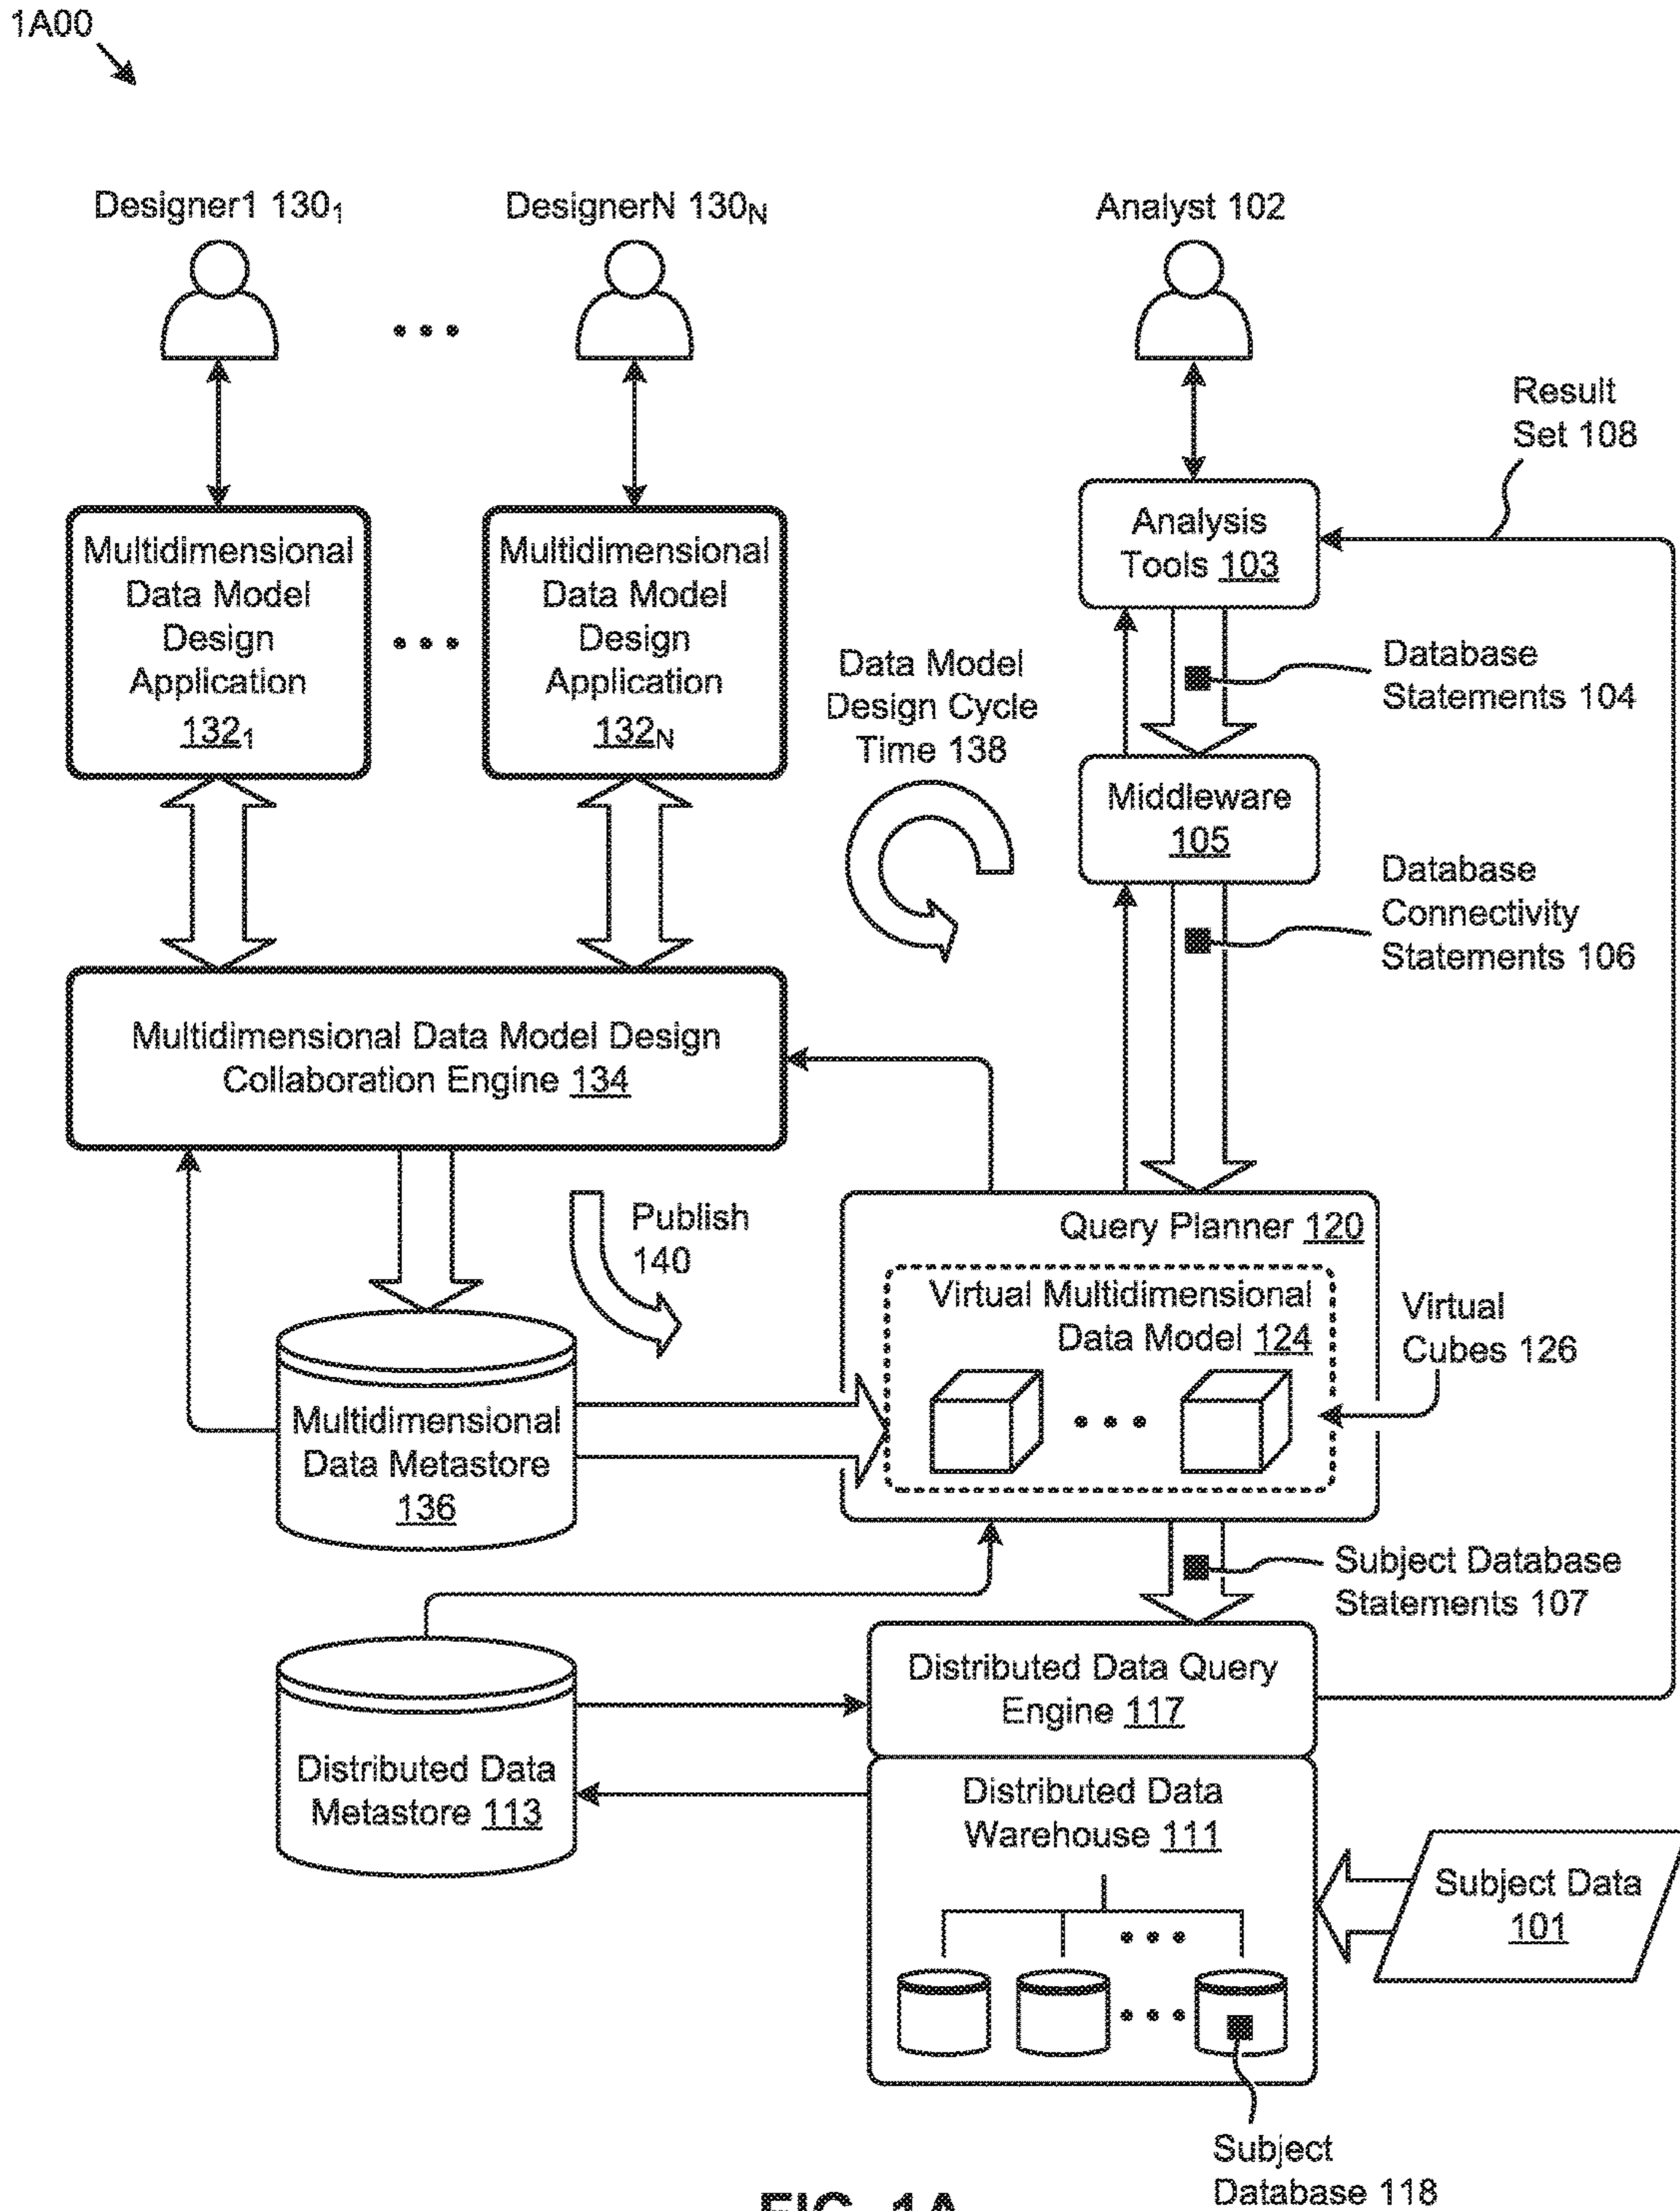 1A00
Designer1 130₁
DesignerN 130N
Analyst 102
Result
Set 108
Multidimensional
Data Model
Design
Application
132₁
Multidimensional
Data Model
Design
Application
132N
Analysis
Tools 103
Database
Statements 104
Data Model
Design Cycle
Time 138
Middleware
105
Database
Connectivity
Statements 106
Multidimensional Data Model Design
Collaboration Engine 134
Publish
140
Query Planner 120
Virtual Multidimensional
Data Model 124
Virtual
Cubes 126
Multidimensional
Data Metastore
136
Subject Database
Statements 107
Distributed Data Query
Engine 117
Distributed Data
Metastore 113
Distributed Data
Warehouse 111
Subject Data
101
Subject
Database 118
FIG. 1A